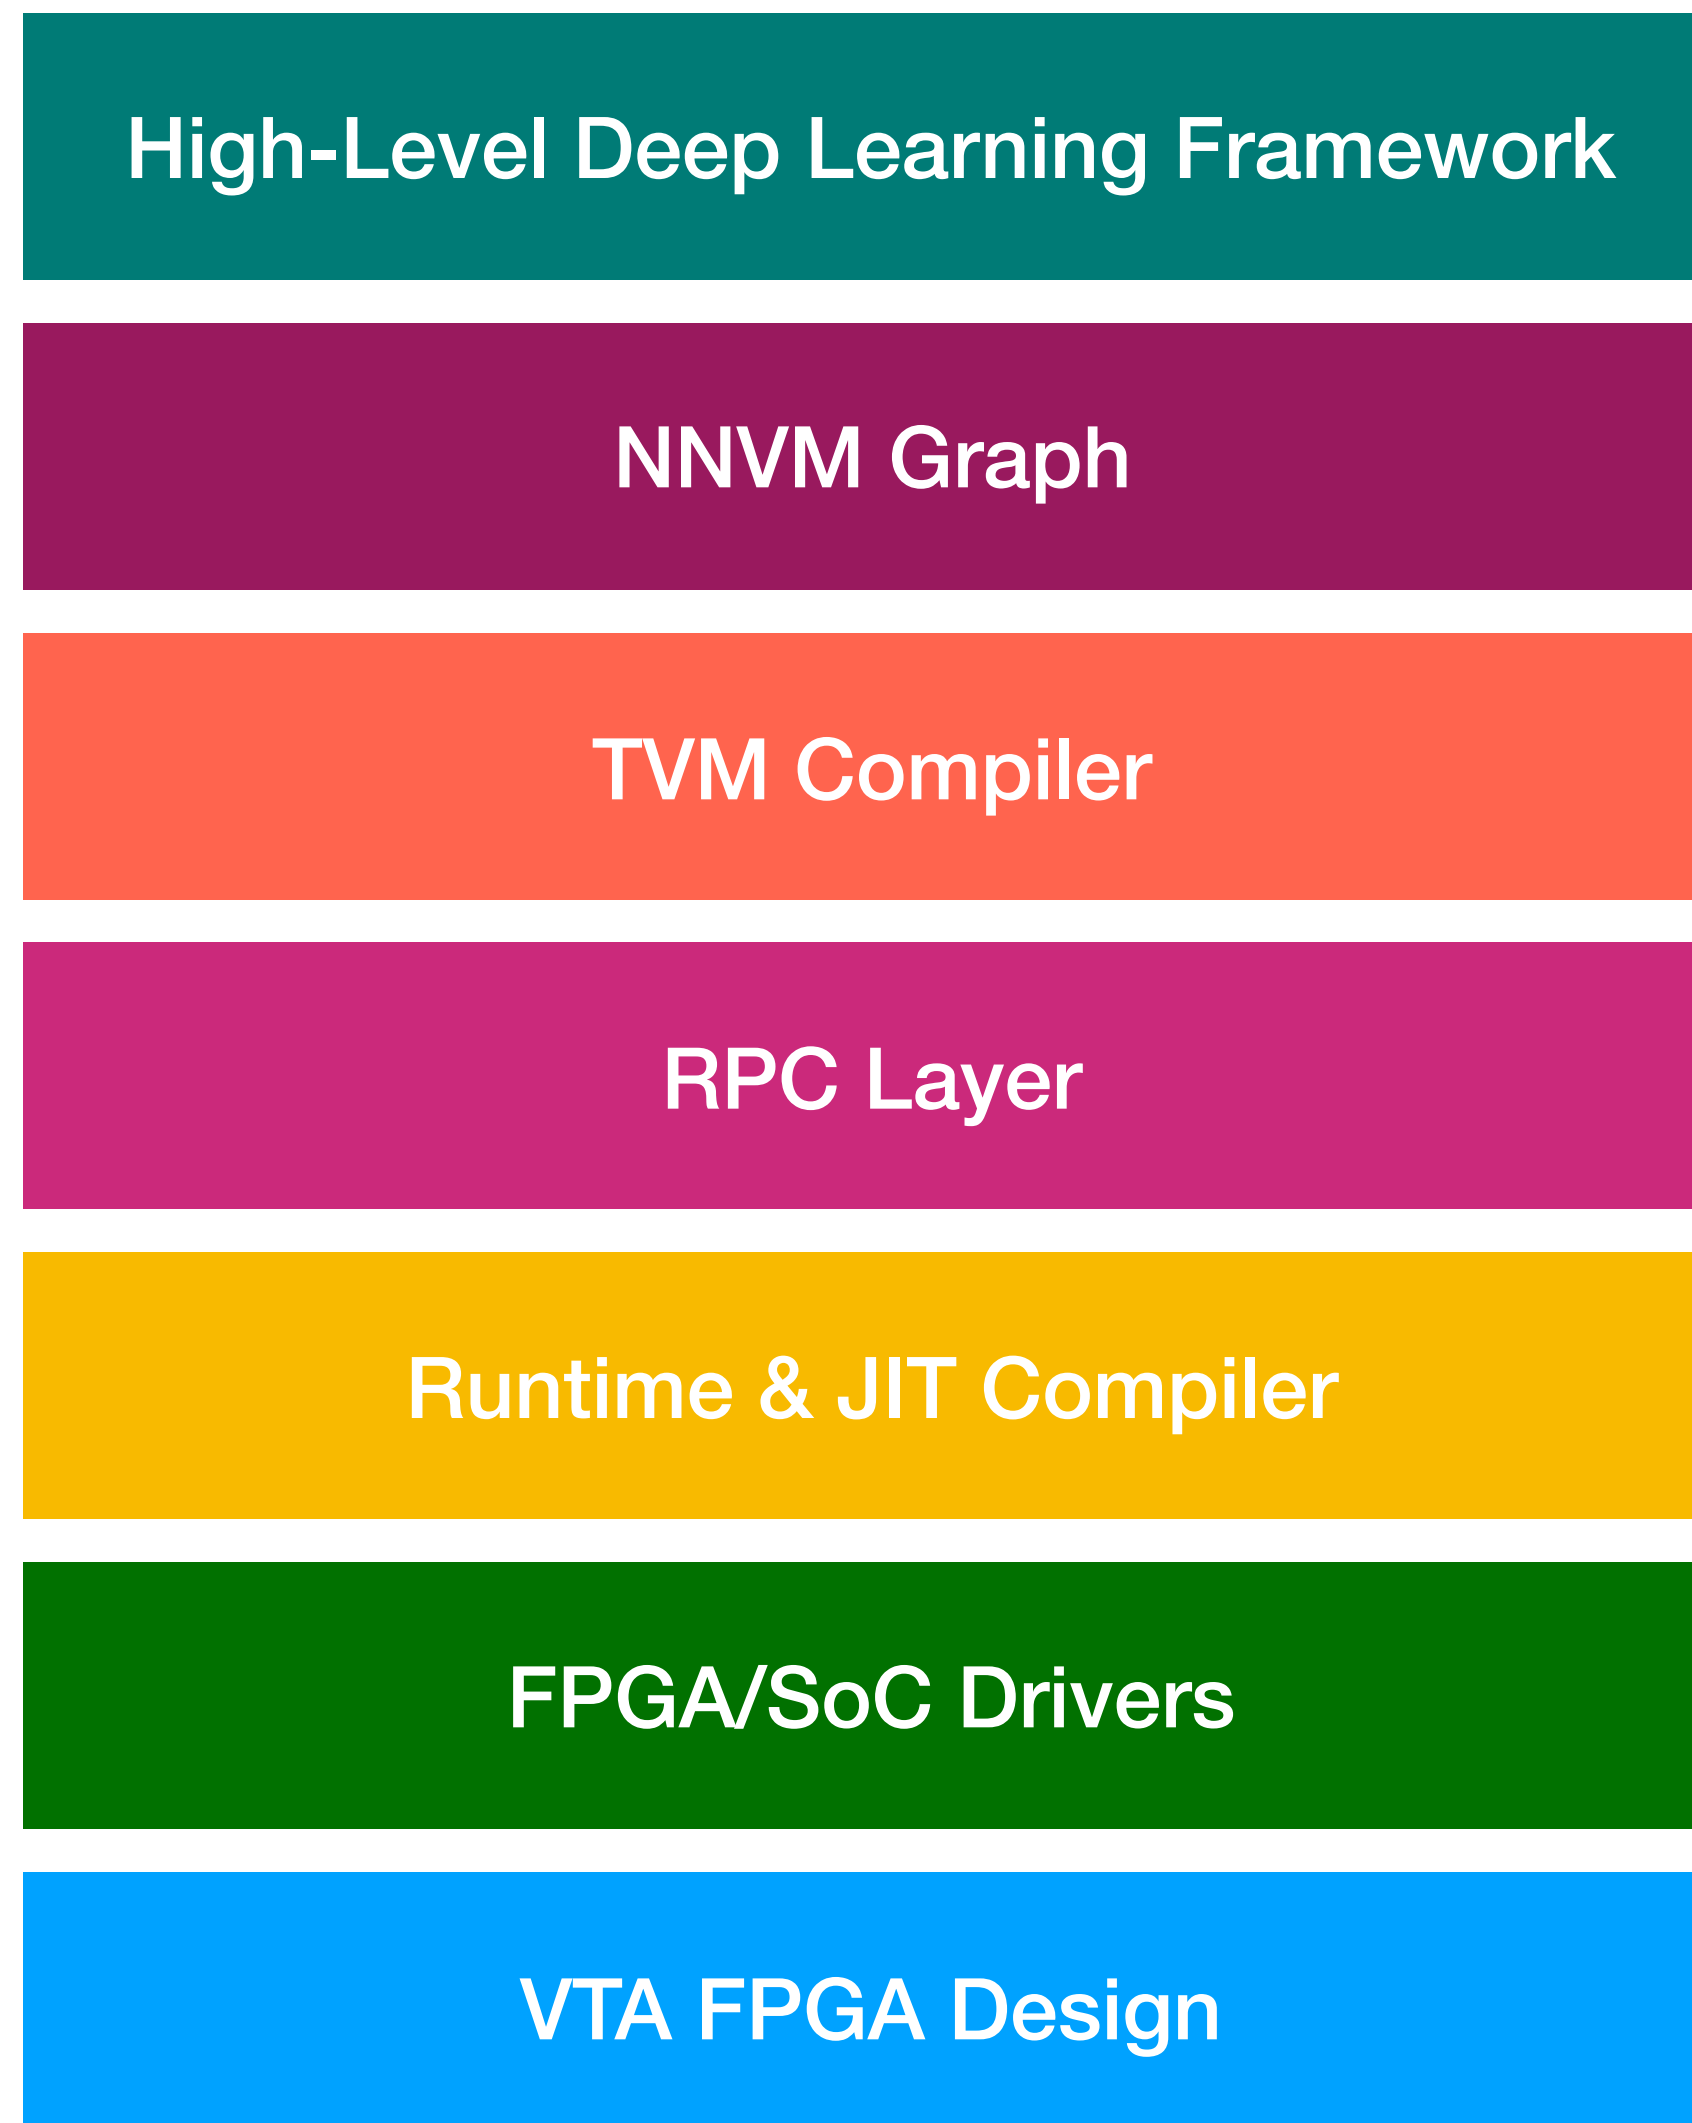 High-Level Deep Learning Framework
NNVM Graph
TVM Compiler
RPC Layer
Runtime & JIT Compiler
FPGA/SoC Drivers
VTA FPGA Design